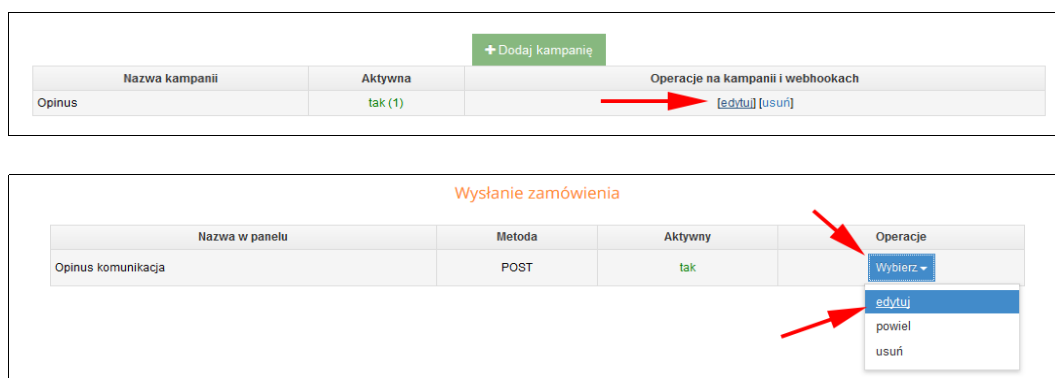 + Dodaj kampanię
Nazwa kampanii Aktywna Operacje na kampanii i webhookach
Opinus tak (1) [edytuj] [usuń]
Wysłanie zamówienia
Nazwa w panelu Metoda Aktywny Operacje
Opinus komunikacja POST tak Wybierz
edytuj
powiel
usuń